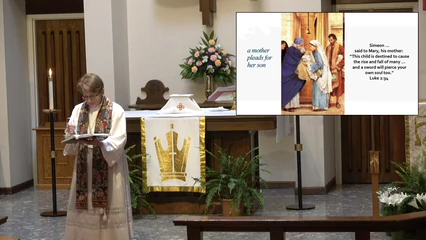 a mother
pleads for
her son
Simeon ...
said to Mary, his mother:
"This child is destined to cause
the rise and fall of many ...
and a sword will pierce your
own soul too."
Luke 2:34